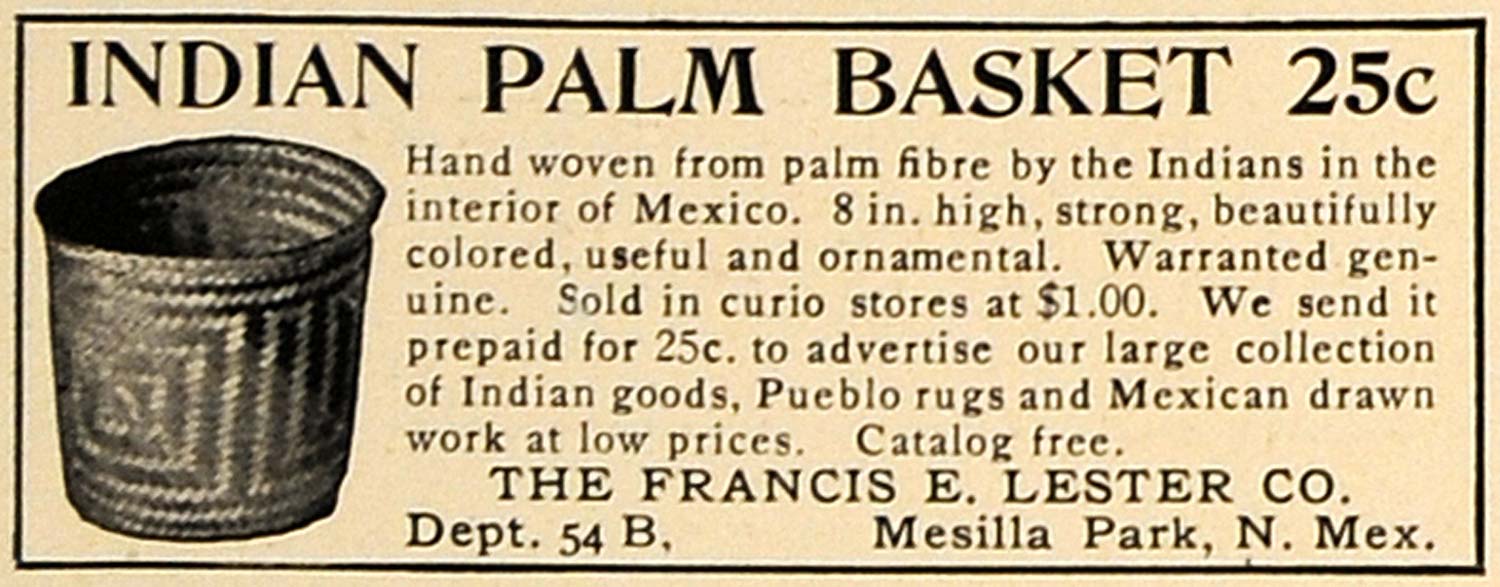 INDIAN PALM BASKET 25c
Hand woven from palm fibre by the Indians in the
interior of Mexico. 8 in. high, strong, beautifully
colored, useful and ornamental. Warranted gen-
uine. Sold in curio stores at $1.00. We send it
prepaid for 25c. to advertise our large collection
of Indian goods, Pueblo rugs and Mexican drawn
work at low prices. Catalog free.
THE FRANCIS E. LESTER CO.
Dept. 54 B, Mesilla Park, N. Mex.